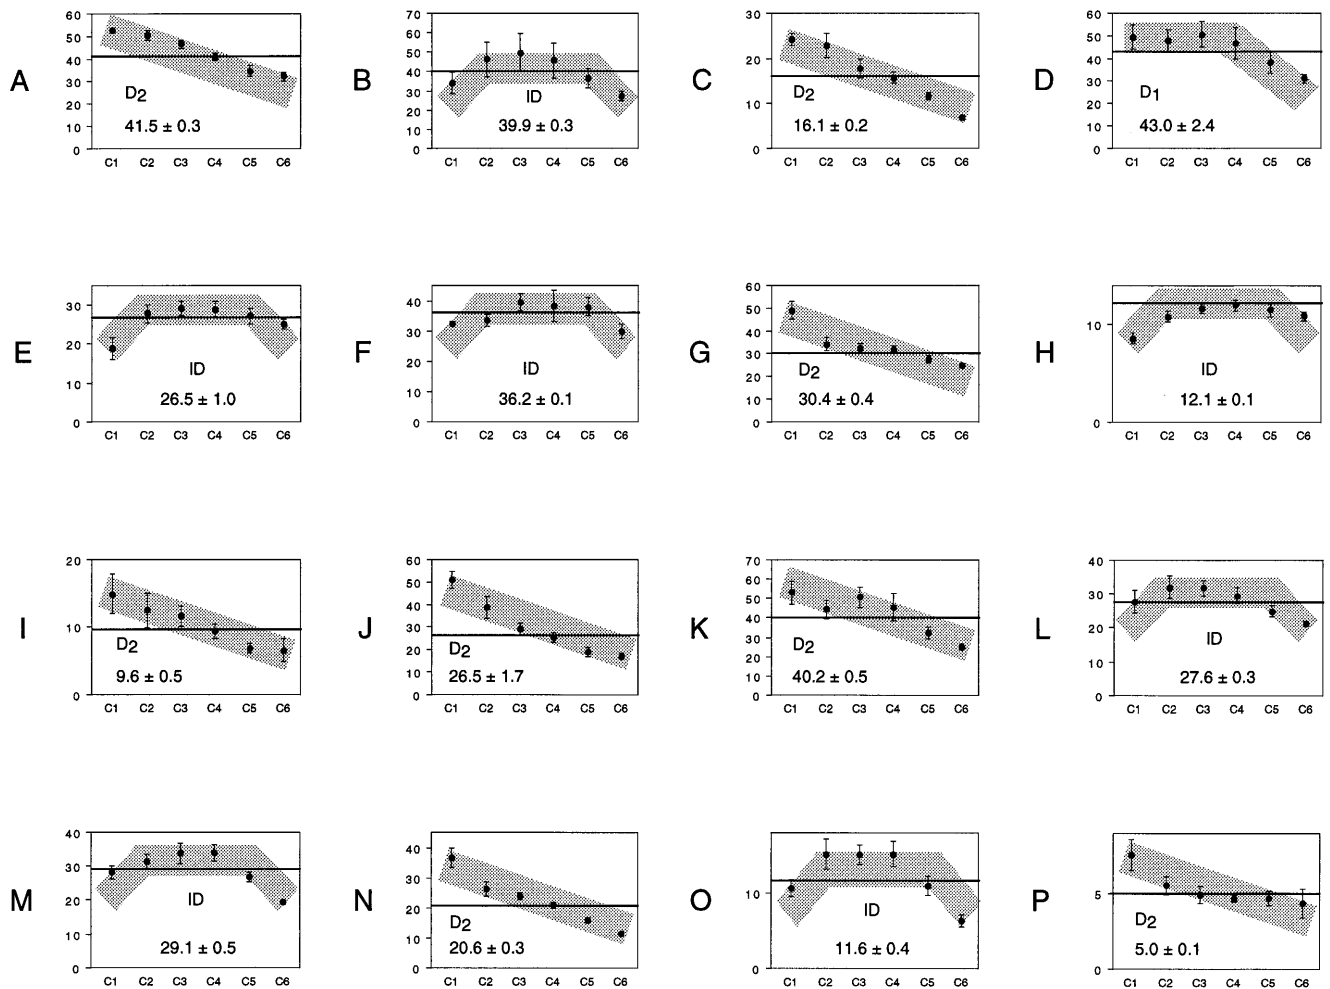 A
60
50
40
30
20
10
0
D2
41.5 ± 0.3
C1 C2 C3 C4 C5 C6
B
70
60
50
40
30
20
10
0
ID
39.9 ± 0.3
C1 C2 C3 C4 C5 C6
C
30
20
10
0
D2
16.1 ± 0.2
C1 C2 C3 C4 C5 C6
D
60
50
40
30
20
10
0
D1
43.0 ± 2.4
C1 C2 C3 C4 C5 C6
E
30
20
10
0
ID
26.5 ± 1.0
C1 C2 C3 C4 C5 C6
F
40
30
20
10
0
ID
36.2 ± 0.1
C1 C2 C3 C4 C5 C6
G
60
50
40
30
20
10
0
D2
30.4 ± 0.4
C1 C2 C3 C4 C5 C6
H
10
0
ID
12.1 ± 0.1
C1 C2 C3 C4 C5 C6
I
20
10
0
D2
9.6 ± 0.5
C1 C2 C3 C4 C5 C6
J
60
50
40
30
20
10
0
D2
26.5 ± 1.7
C1 C2 C3 C4 C5 C6
K
70
60
50
40
30
20
10
0
D2
40.2 ± 0.5
C1 C2 C3 C4 C5 C6
L
40
30
20
10
0
ID
27.6 ± 0.3
C1 C2 C3 C4 C5 C6
M
40
30
20
10
0
ID
29.1 ± 0.5
C1 C2 C3 C4 C5 C6
N
40
30
20
10
0
D2
20.6 ± 0.3
C1 C2 C3 C4 C5 C6
O
10
0
ID
11.6 ± 0.4
C1 C2 C3 C4 C5 C6
P
5
0
D2
5.0 ± 0.1
C1 C2 C3 C4 C5 C6